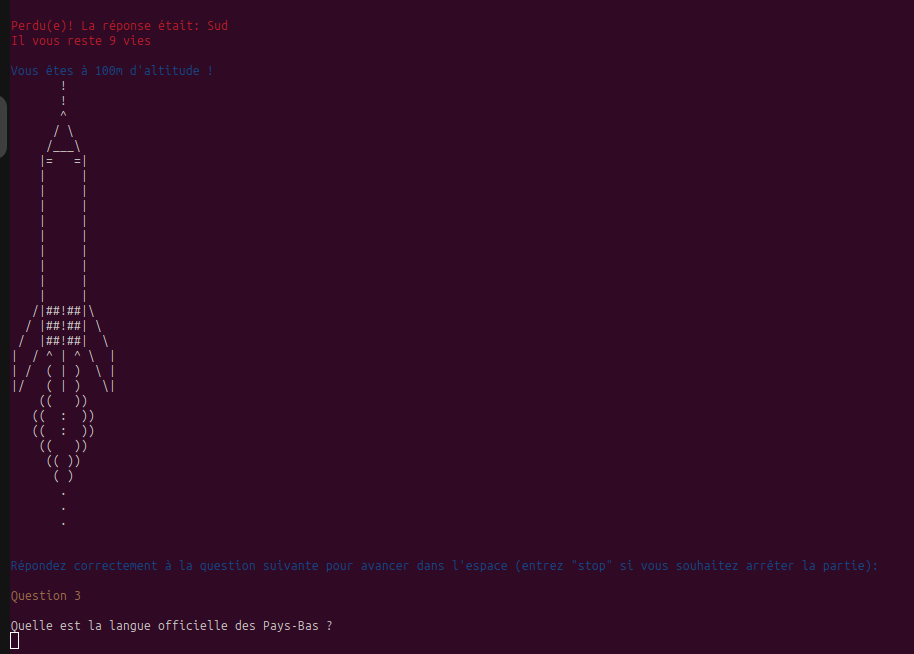 Perdu(e)! La réponse était: Sud
Il vous reste 9 vies
Vous êtes à 100m d'altitude !
       !
       !
       ^
      / \
     /___\
    |=   =|
    |     |
    |     |
    |     |
    |     |
    |     |
    |     |
    |     |
    |     |
    |     |
   /|##!##|\
  / |##!##| \
 /  |##!##|  \
|  / ^ | ^ \  |
| /  ( | )  \ |
|/   ( | )   \|
    ((   ))
   ((  :  ))
   ((  :  ))
    ((   ))
     (( ))
      ( )
       .
       .
       .
Répondez correctement à la question suivante pour avancer dans l'espace (entrez "stop" si vous souhaitez arrêter la partie):
Question 3
Quelle est la langue officielle des Pays-Bas ?